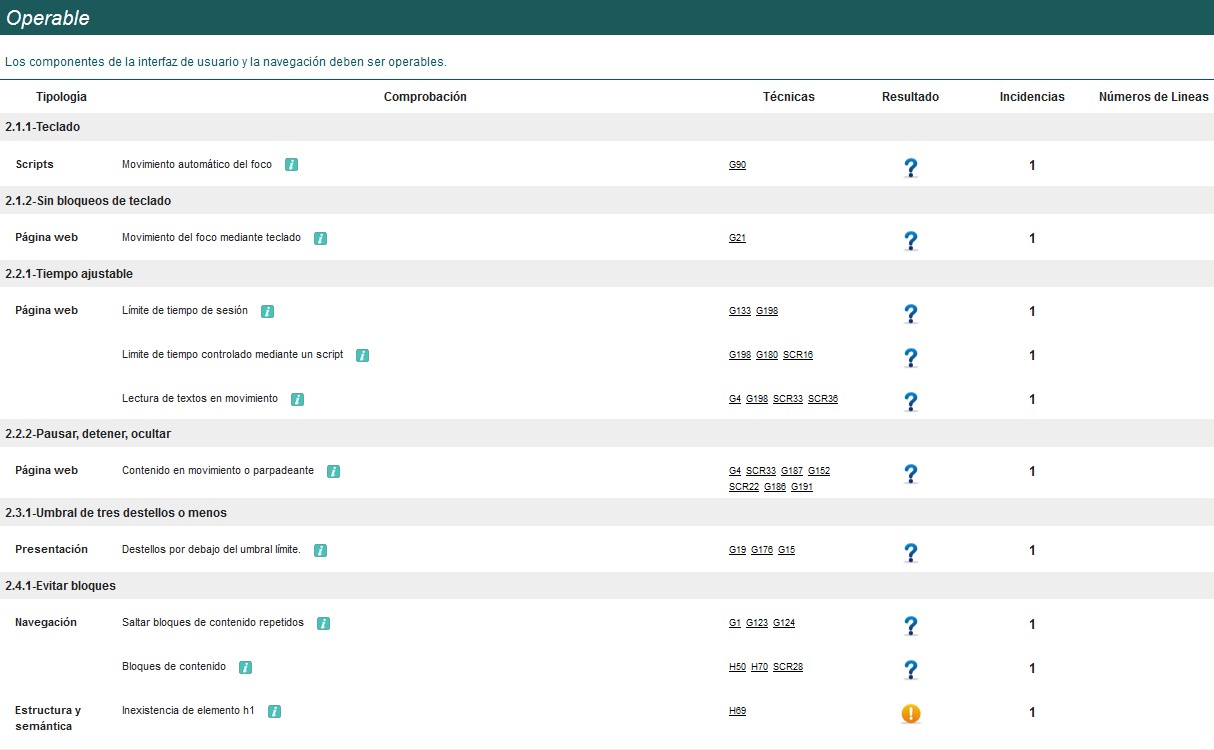 Operable
Los componentes de la interfaz de usuario y la navegación deben ser operables.
Tipología Comprobación Técnicas Resultado Incidencias Números de Lineas
2.1.1-Teclado
Scripts Movimiento automático del foco i G90 ? 1
2.1.2-Sin bloqueos de teclado
Página web Movimiento del foco mediante teclado i G21 ? 1
2.2.1-Tiempo ajustable
Página web Límite de tiempo de sesión i G133 G198 ? 1
Limite de tiempo controlado mediante un script i G198 G180 SCR16 ? 1
Lectura de textos en movimiento i G4 G198 SCR33 SCR36 ? 1
2.2.2-Pausar, detener, ocultar
Página web Contenido en movimiento o parpadeante i G4 SCR33 G187 G152 ? 1
SCR22 G186 G191
2.3.1-Umbral de tres destellos o menos
Presentación Destellos por debajo del umbral límite. i G19 G176 G15 ? 1
2.4.1-Evitar bloques
Navegación Saltar bloques de contenido repetidos i G1 G123 G124 ? 1
Bloques de contenido i H50 H70 SCR28 ? 1
Estructura y Inexistencia de elemento h1 i H69 ! 1
semántica